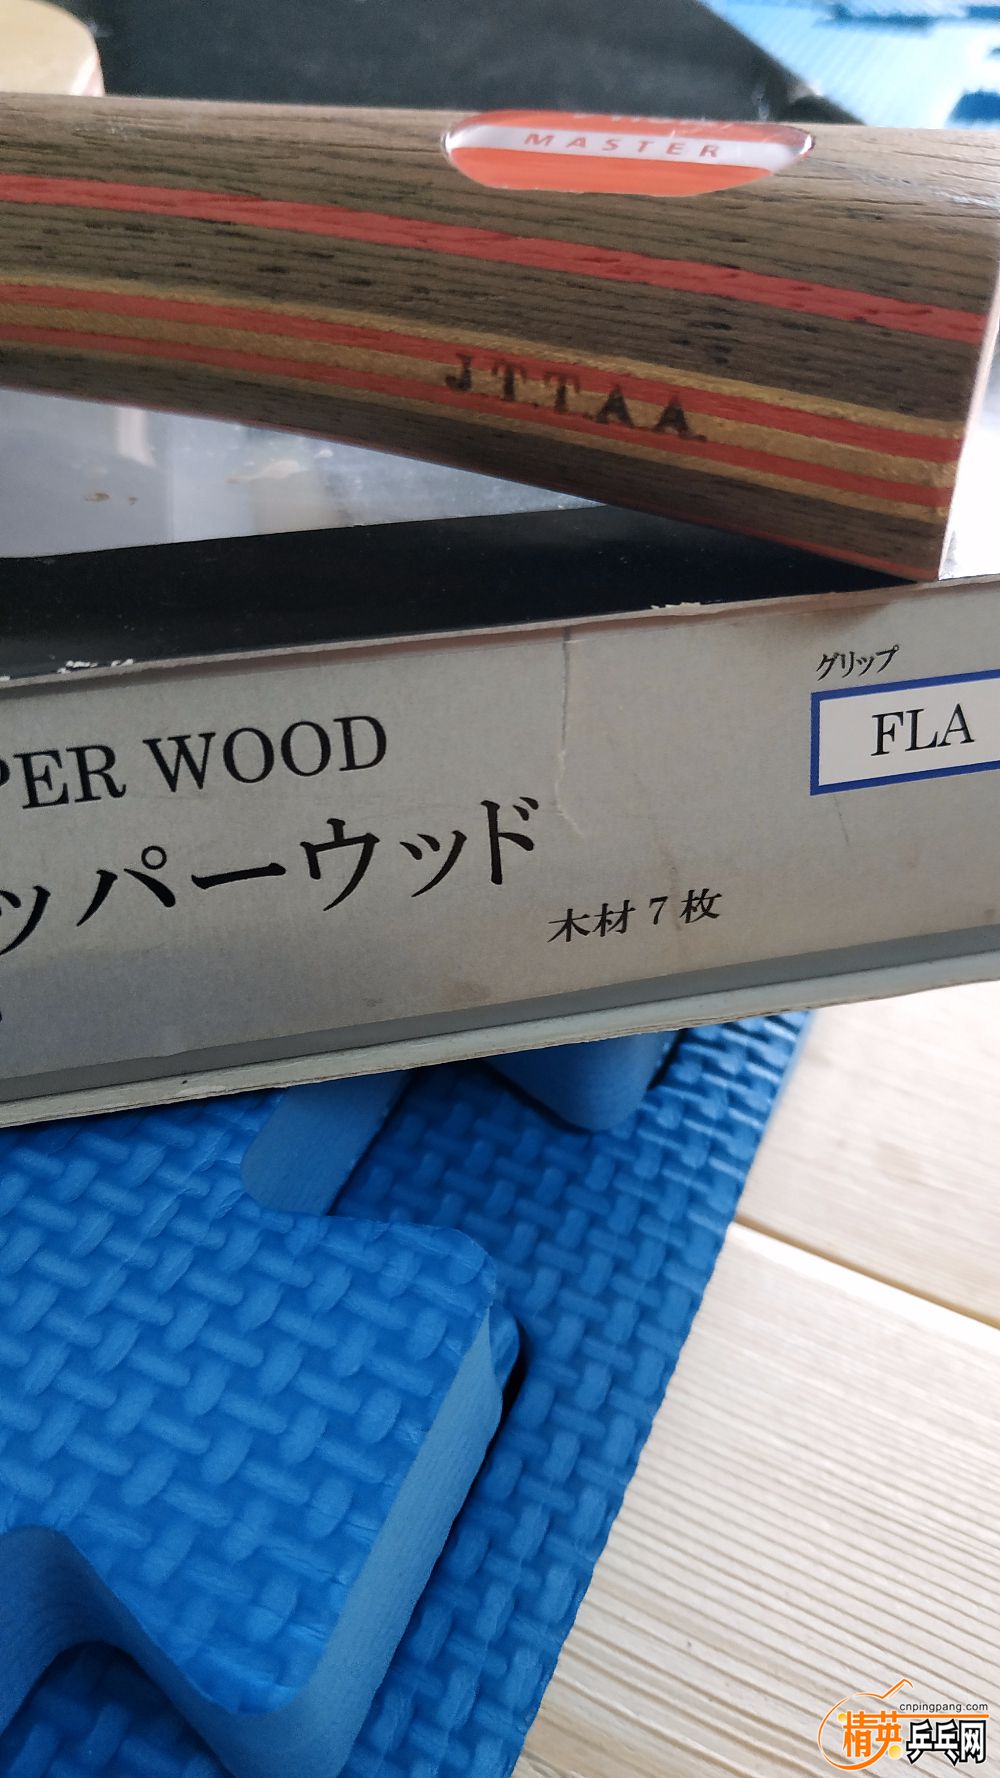 MASTER
J.T.T.A.A.
グリップ
FLA
PER WOOD
ッパーウッド
木材7枚
cnpingpang.com
精英乒乓网